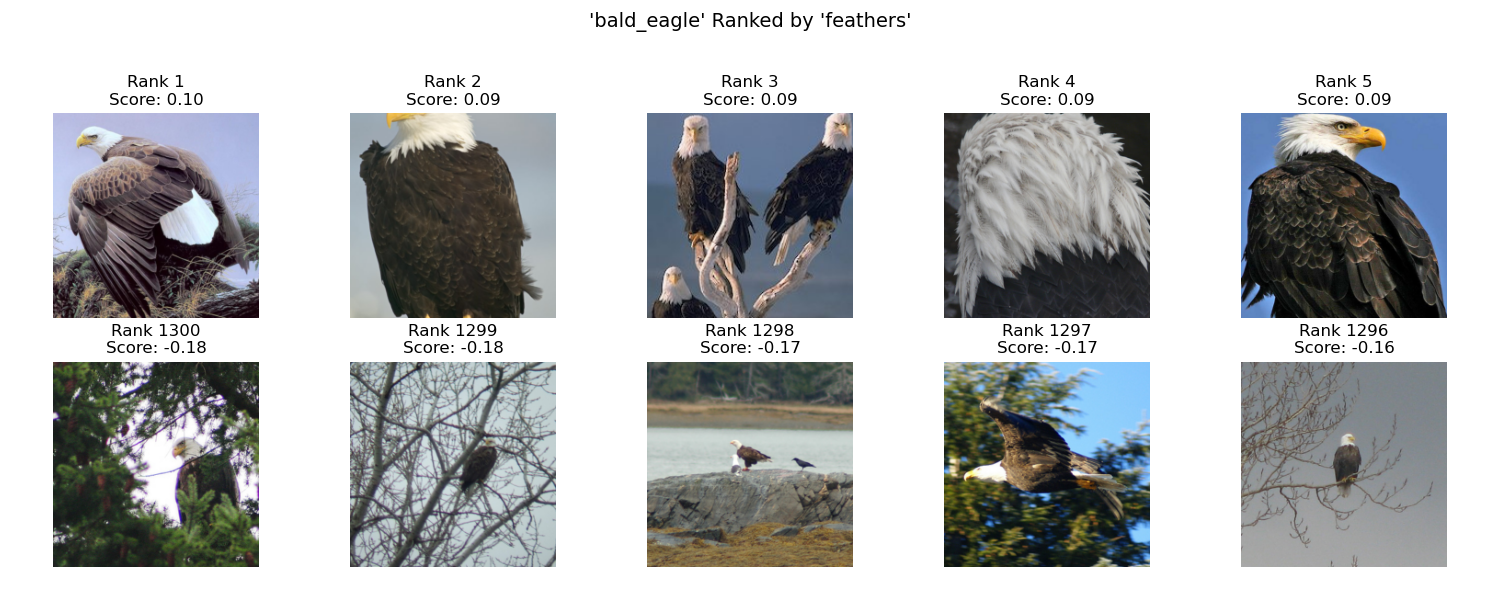 'bald_eagle' Ranked by 'feathers'
Rank 1
Score: 0.10
Rank 2
Score: 0.09
Rank 3
Score: 0.09
Rank 4
Score: 0.09
Rank 5
Score: 0.09
Rank 1300
Score: -0.18
Rank 1299
Score: -0.18
Rank 1298
Score: -0.17
Rank 1297
Score: -0.17
Rank 1296
Score: -0.16